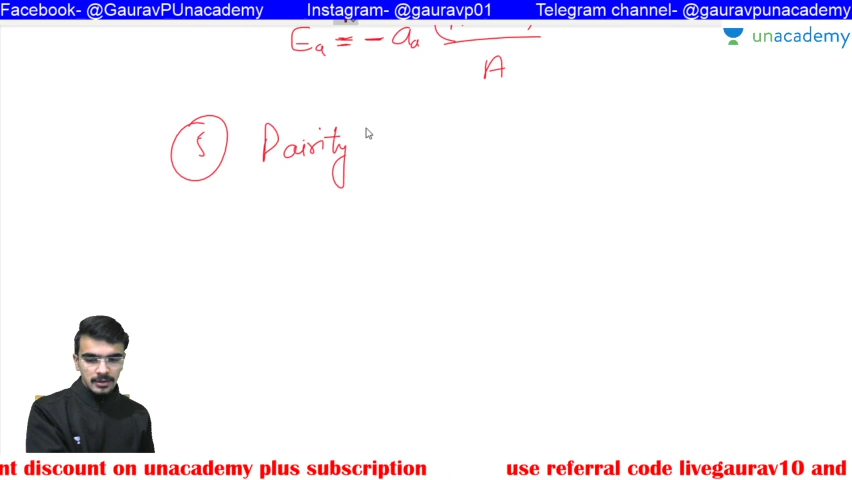 Facebook- @GauravPUnacademy Instagram- @gauravp01 Telegram channel- @gauravpunacademy
unacademy
Ea = - aa
A
5 Pairity
nt discount on unacademy plus subscription use referral code livegaurav10 and